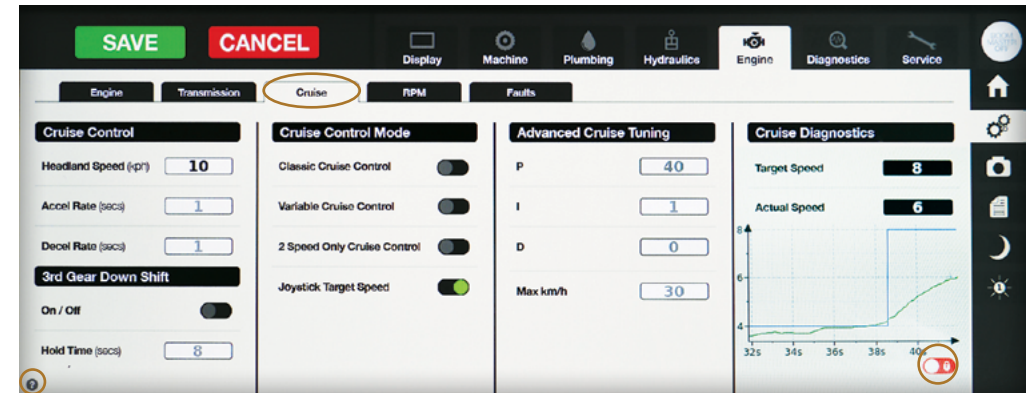 SAVE
CANCEL
Display
Machine
Plumbing
Hydraulics
Engine
Diagnostics
Service
Engine
Transmission
Cruise
RPM
Faults
Cruise Control
Headland Speed (kph) 10
Accel Rate (secs) 1
Decel Rate (secs) 1
3rd Gear Down Shift
On / Off
Hold Time (secs) 8
?
Cruise Control Mode
Classic Cruise Control
Variable Cruise Control
2 Speed Only Cruise Control
Joystick Target Speed
Advanced Cruise Tuning
P 40
I 1
D 0
Max km/h 30
Cruise Diagnostics
Target Speed 8
Actual Speed 6
8
6
4
32s 34s 36s 38s 40s
1